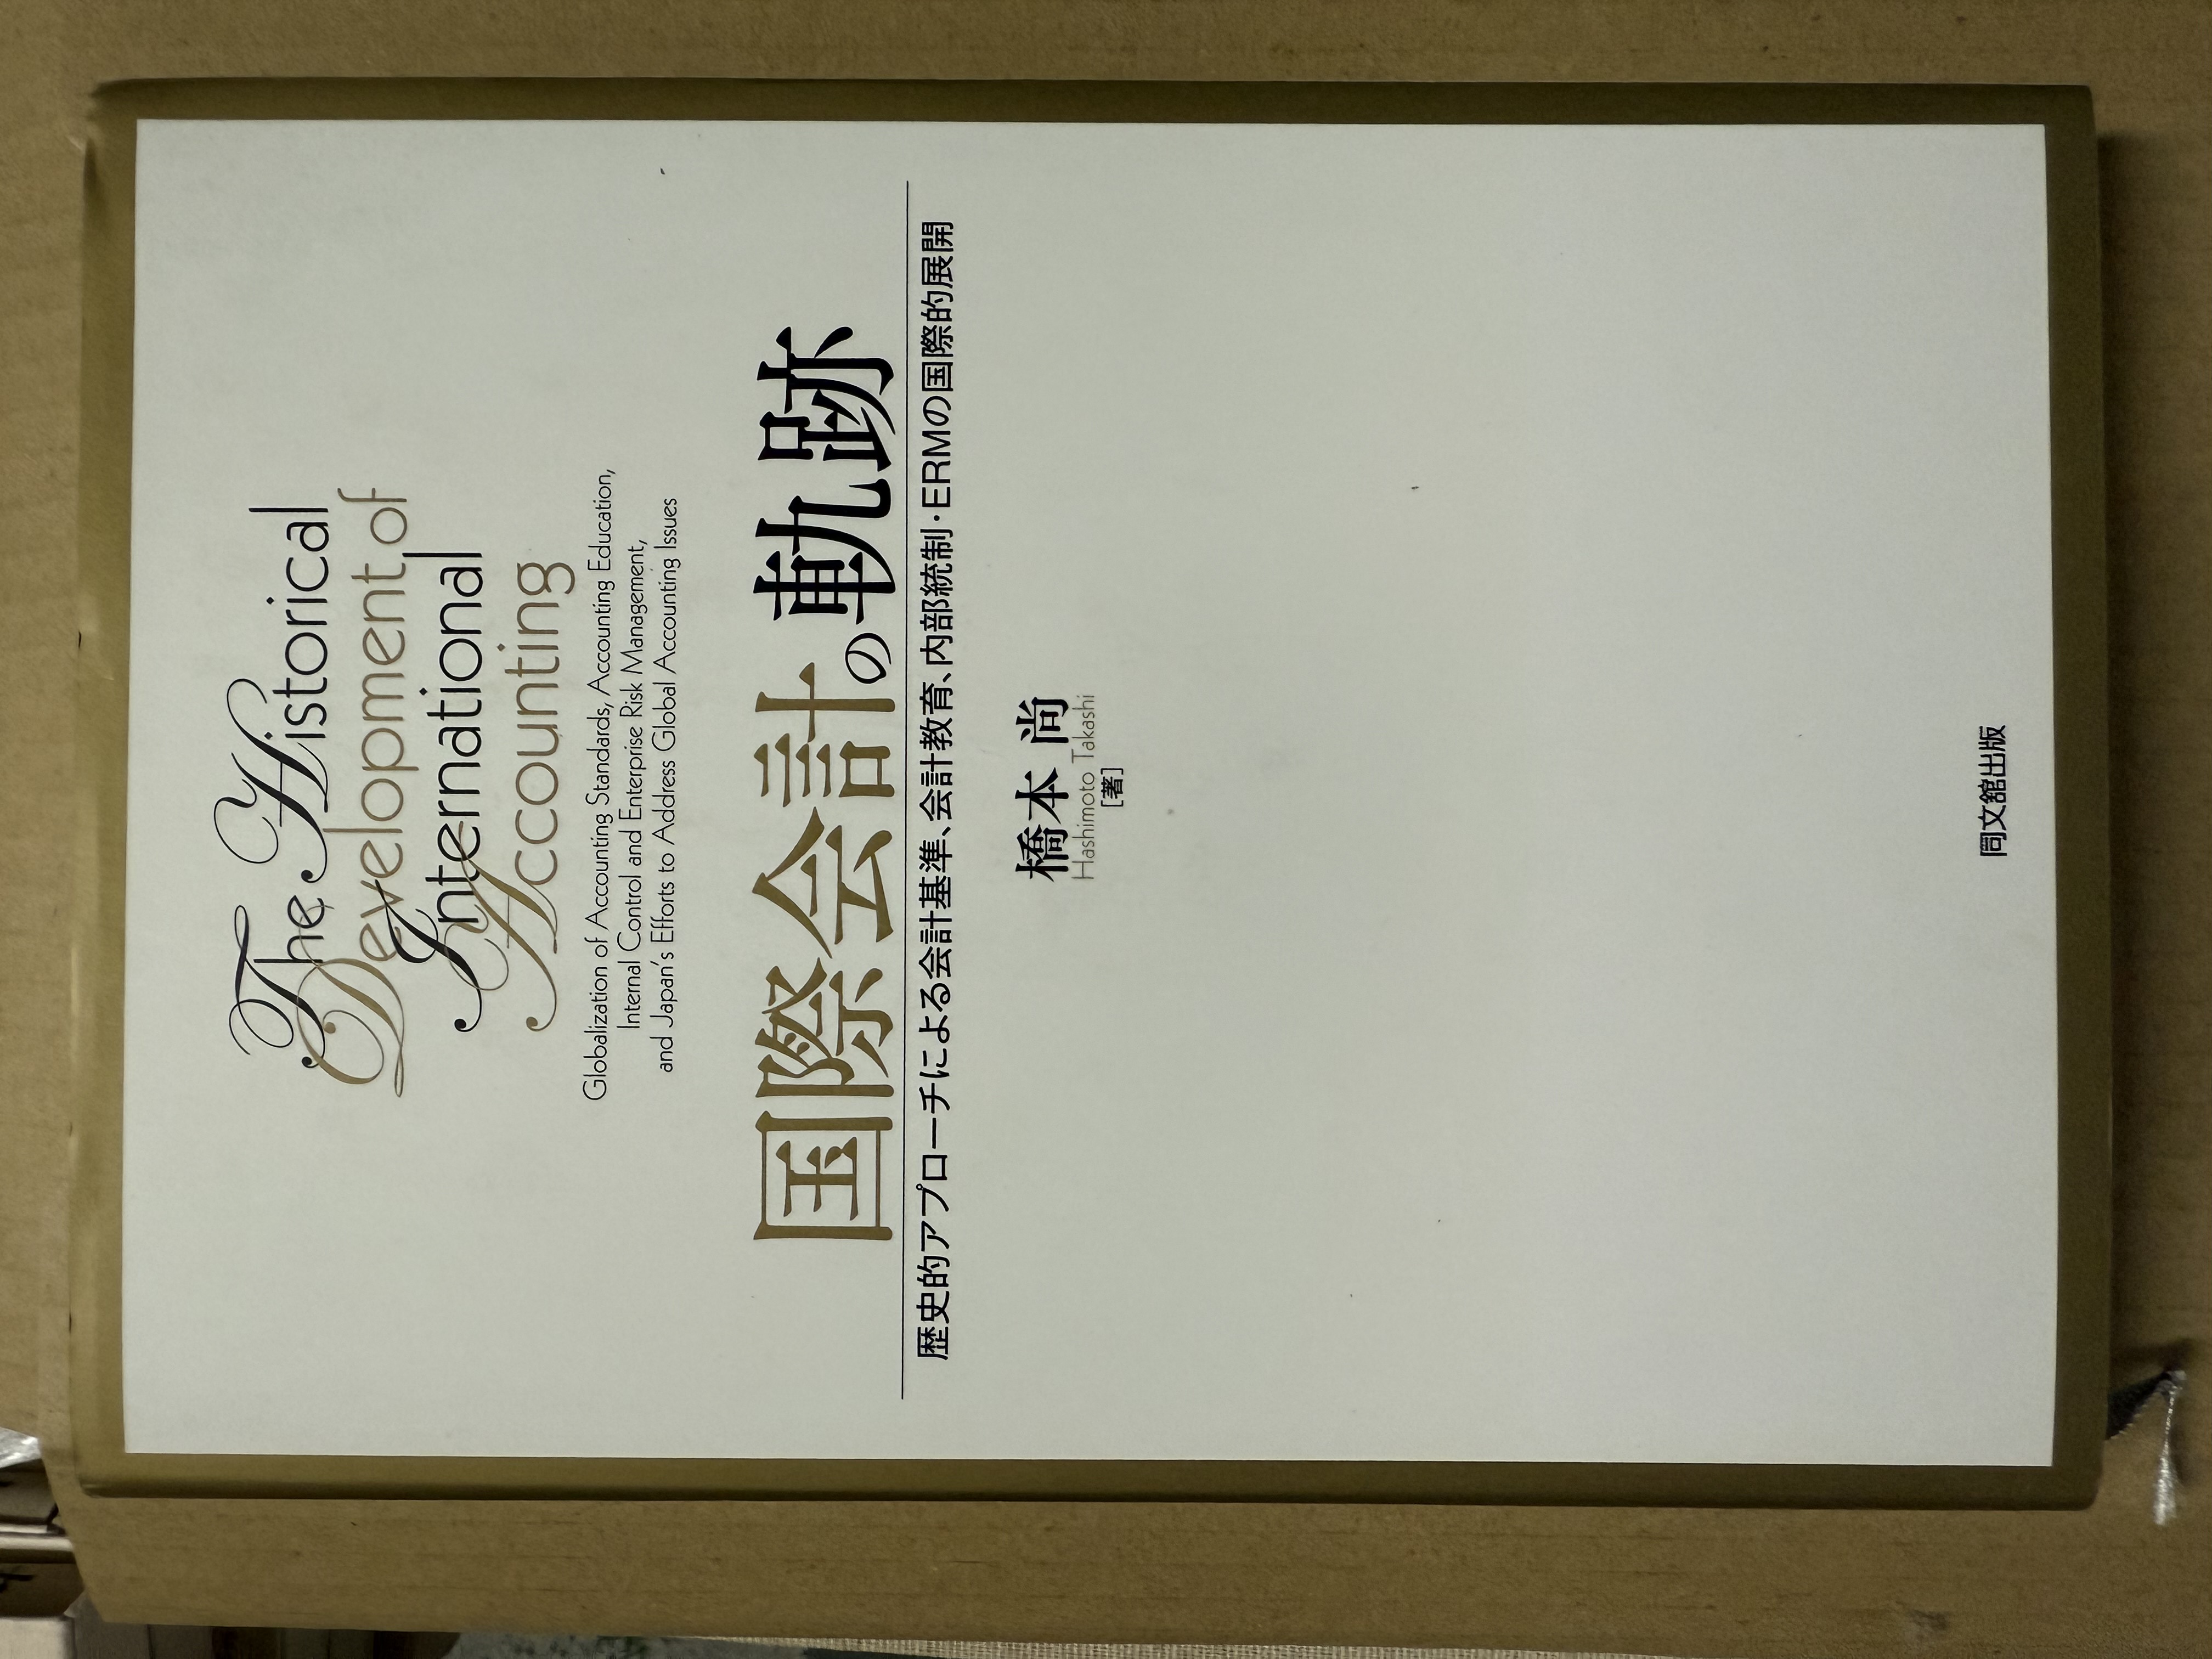 The Historical
Development of
International
Accounting
Globalization of Accounting Standards, Accounting Education,
Internal Control and Enterprise Risk Management,
and Japan's Efforts to Address Global Accounting Issues
国際会計の軌跡
歴史的アプローチによる会計基準、会計教育、内部統制・ERMの国際的展開
橋本 尚
Hashimoto Takashi
[著]
同文舘出版